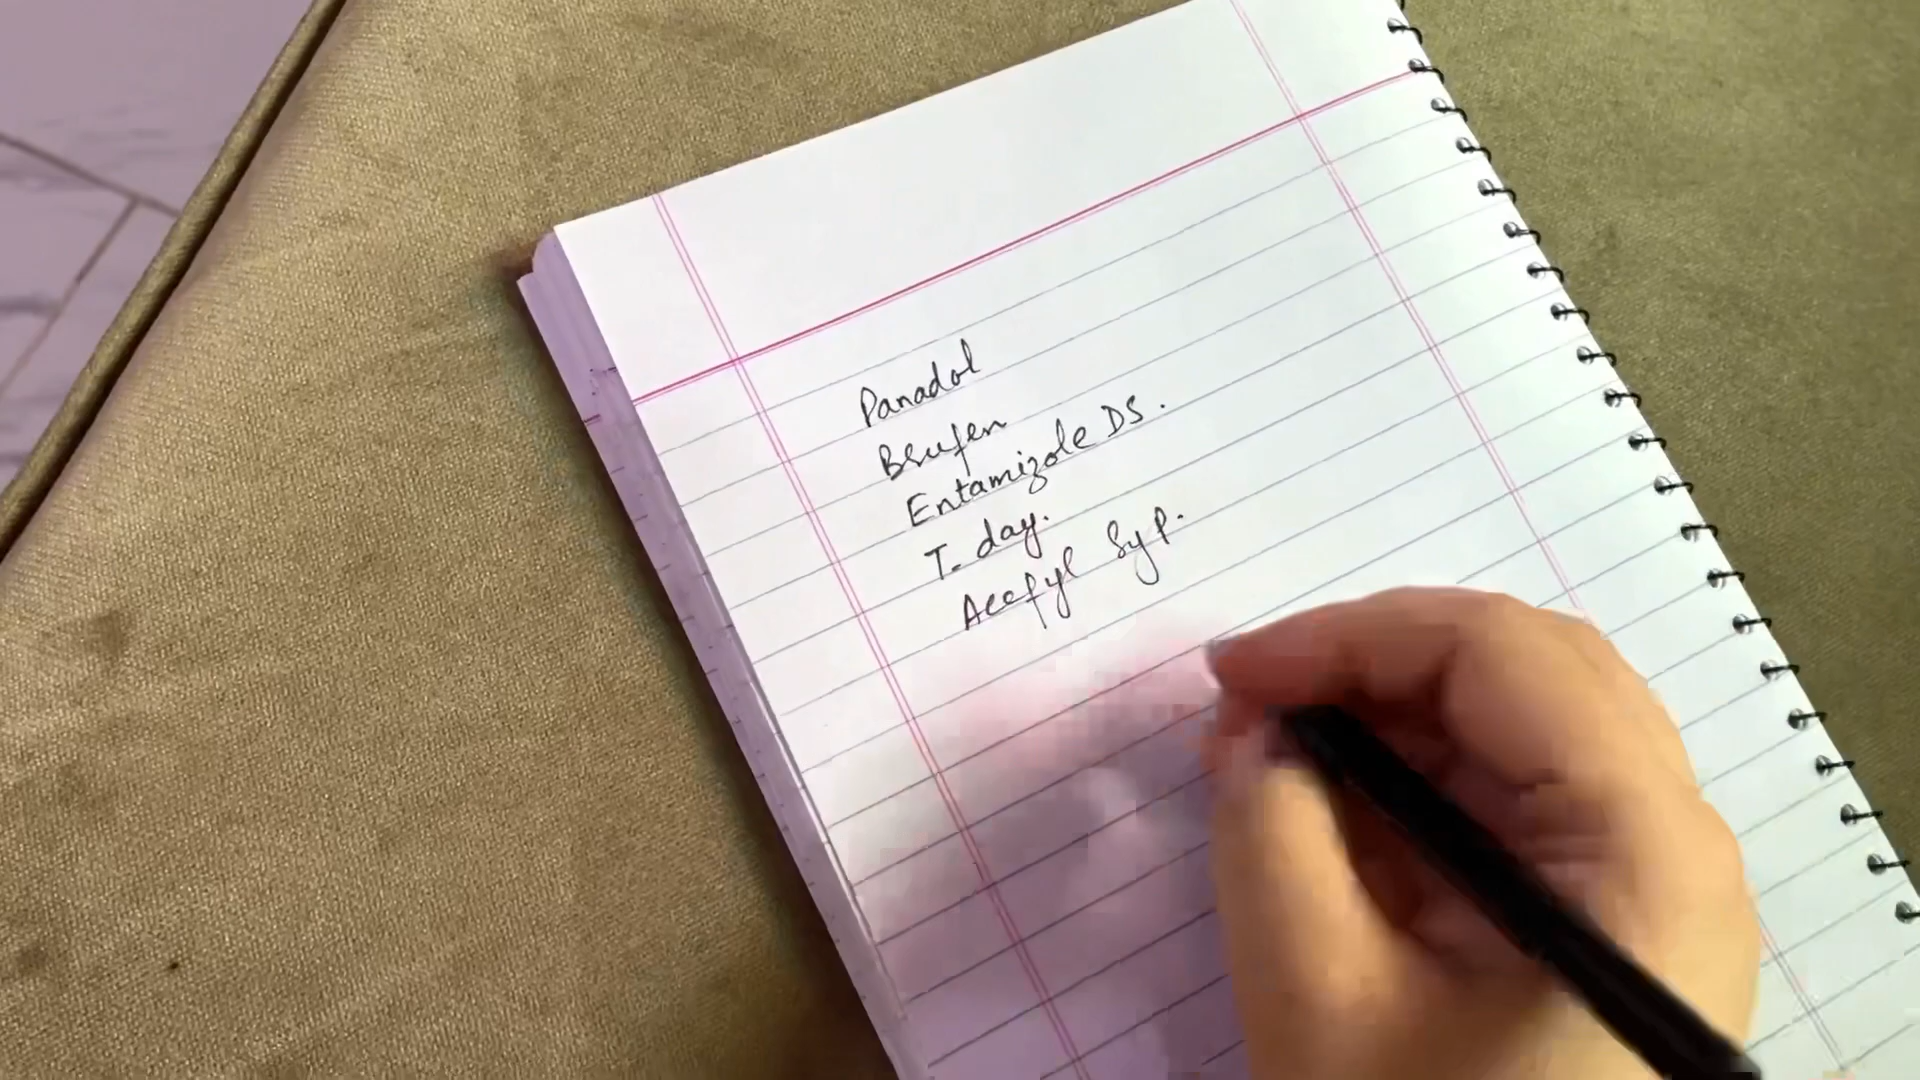 Panadol
Brufen
Entamizole DS.
T. day.
Acefyl Syp.